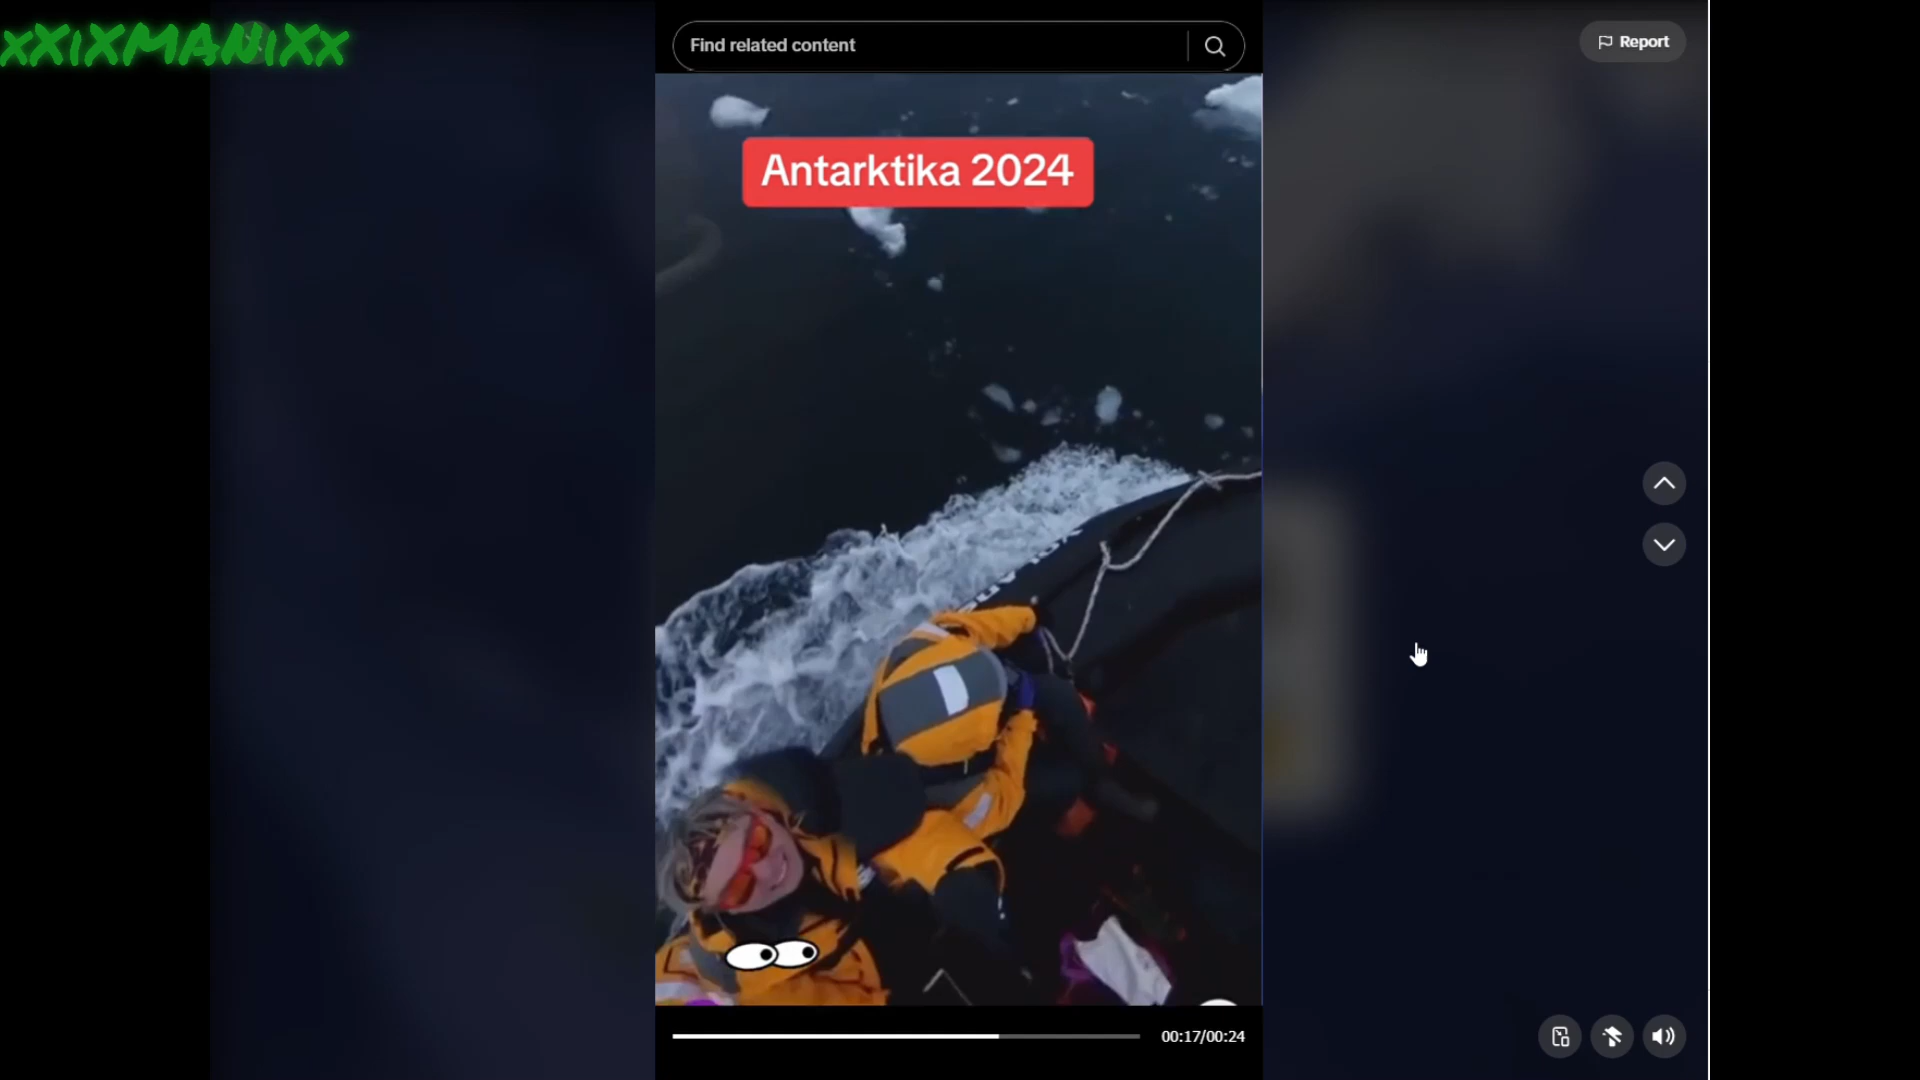 xXiXMANiXx
Find related content
Report
Antarktika 2024
00:17/00:24